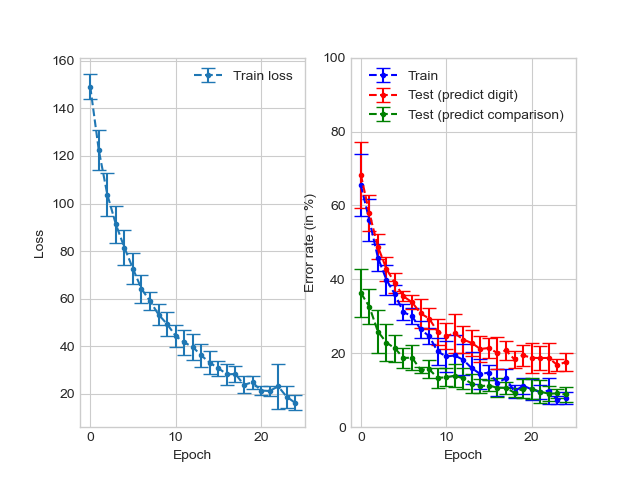 160
140
120
100
80
60
40
20
0
10
20
Loss
Epoch
Train loss
100
80
60
40
20
0
0
10
20
Error rate (in %)
Epoch
Train
Test (predict digit)
Test (predict comparison)